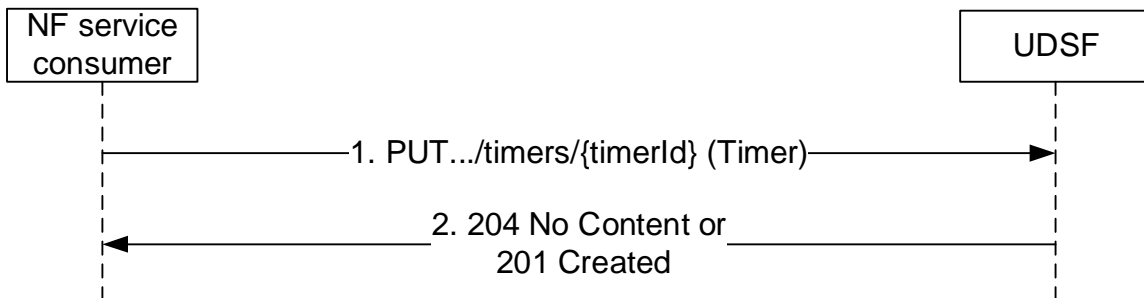 NF service
consumer
UDSF
1. PUT.../timers/{timerId} (Timer)
2. 204 No Content or
201 Created